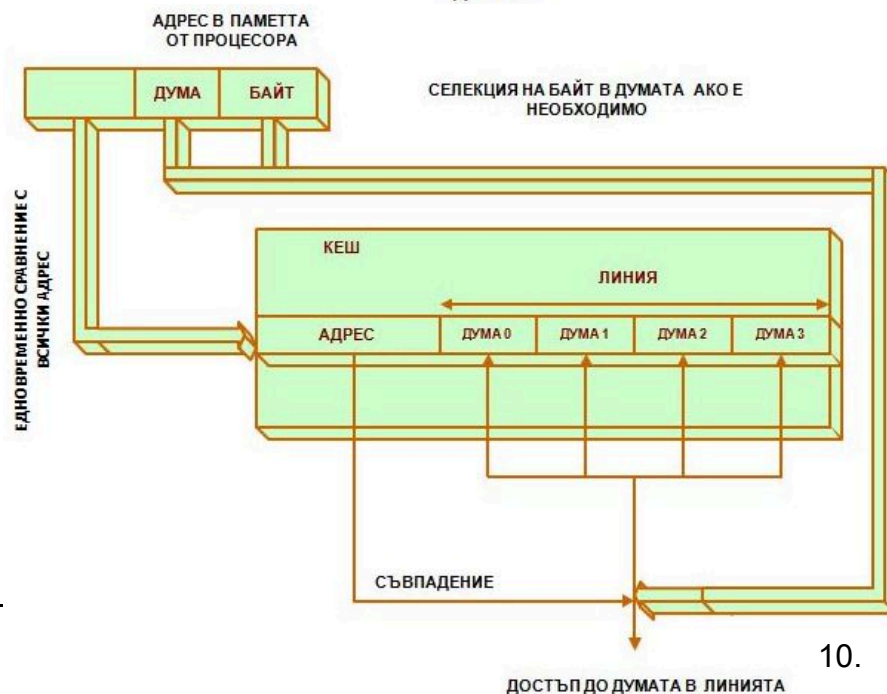 АДРЕС В ПАМЕТТА
ОТ ПРОЦЕСОРА
ДУМА
БАЙТ
СЕЛЕКЦИЯ НА БАЙТ В ДУМАТА АКО Е
НЕОБХОДИМО
ЕДНОВРЕМЕННО СРАВНЕНИЕ С
ВСИЧКИ АДРЕС
КЕШ
ЛИНИЯ
АДРЕС
ДУМА 0
ДУМА 1
ДУМА 2
ДУМА 3
СЪВПАДЕНИЕ
10.
ДОСТЪП ДО ДУМАТА В ЛИНИЯТА